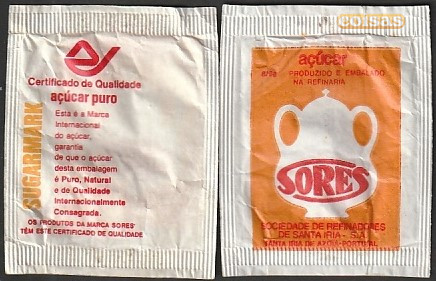 Certificado de Qualidade
açúcar puro
Esta é a Marca
Internacional
do açúcar,
garantia
de que o açúcar
desta embalagem
é Puro, Natural
e de Qualidade
Internacionalmente
Consagrada.
OS PRODUTOS DA MARCA SORES
TÊM ESTE CERTIFICADO DE QUALIDADE
SUGARMARK
coisas
açúcar
PRODUZIDO E EMBALADO
NA REFINARIA
SORES
SOCIEDADE DE REFINADORES
DE SANTA IRIA - S.A.
SANTA IRIA DE AZOIA-PORTUGAL